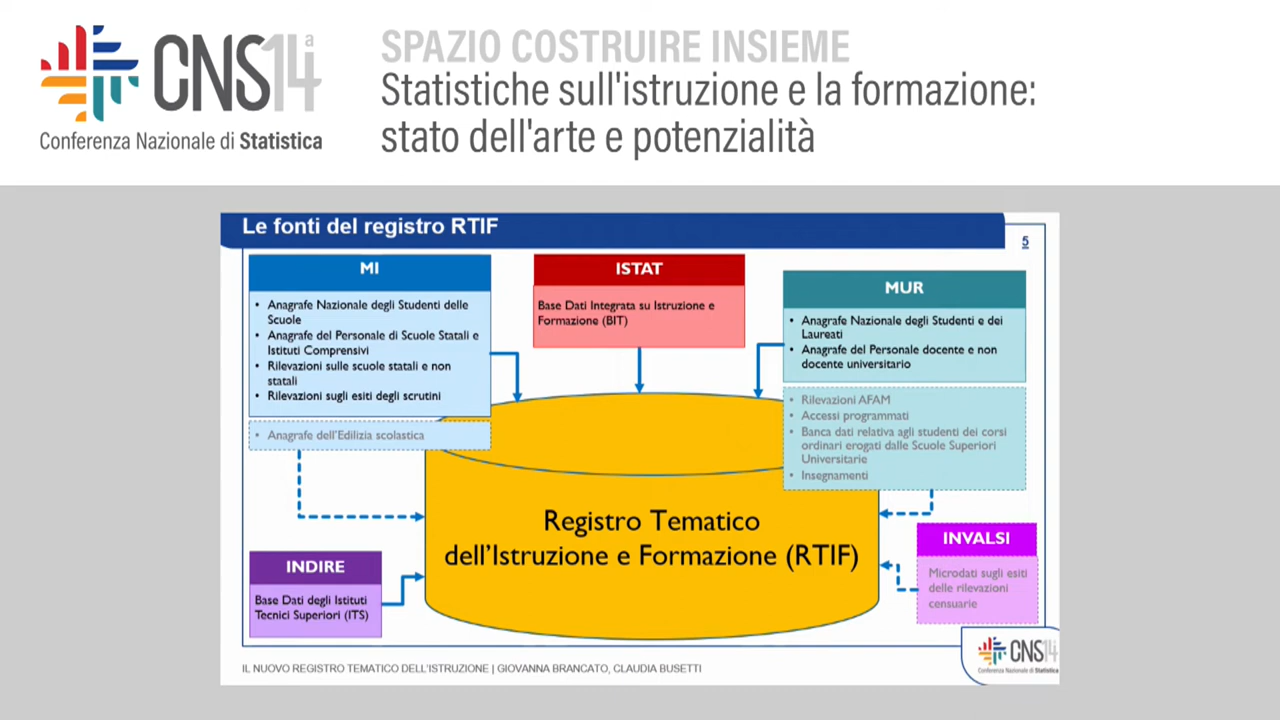 CNS14ª
Conferenza Nazionale di Statistica
SPAZIO COSTRUIRE INSIEME
Statistiche sull'istruzione e la formazione:
stato dell'arte e potenzialità
Le fonti del registro RTIF
5
MI
• Anagrafe Nazionale degli Studenti delle
Scuole
• Anagrafe del Personale di Scuole Statali e
Istituti Comprensivi
• Rilevazioni sulle scuole statali e non
statali
• Rilevazioni sugli esiti degli scrutini
• Anagrafe dell'Edilizia scolastica
ISTAT
Base Dati Integrata su Istruzione e
Formazione (BIT)
MUR
• Anagrafe Nazionale degli Studenti e dei
Laureati
• Anagrafe del Personale docente e non
docente universitario
• Rilevazioni AFAM
• Accessi programmati
• Banca dati relativa agli studenti dei corsi
ordinari erogati dalle Scuole Superiori
Universitarie
• Insegnamenti
Registro Tematico
dell'Istruzione e Formazione (RTIF)
INDIRE
Base Dati degli Istituti
Tecnici Superiori (ITS)
INVALSI
Microdati sugli esiti
delle rilevazioni
censuarie
IL NUOVO REGISTRO TEMATICO DELL'ISTRUZIONE | GIOVANNA BRANCATO, CLAUDIA BUSETTI
CNS14
Conferenza Nazionale di Statistica